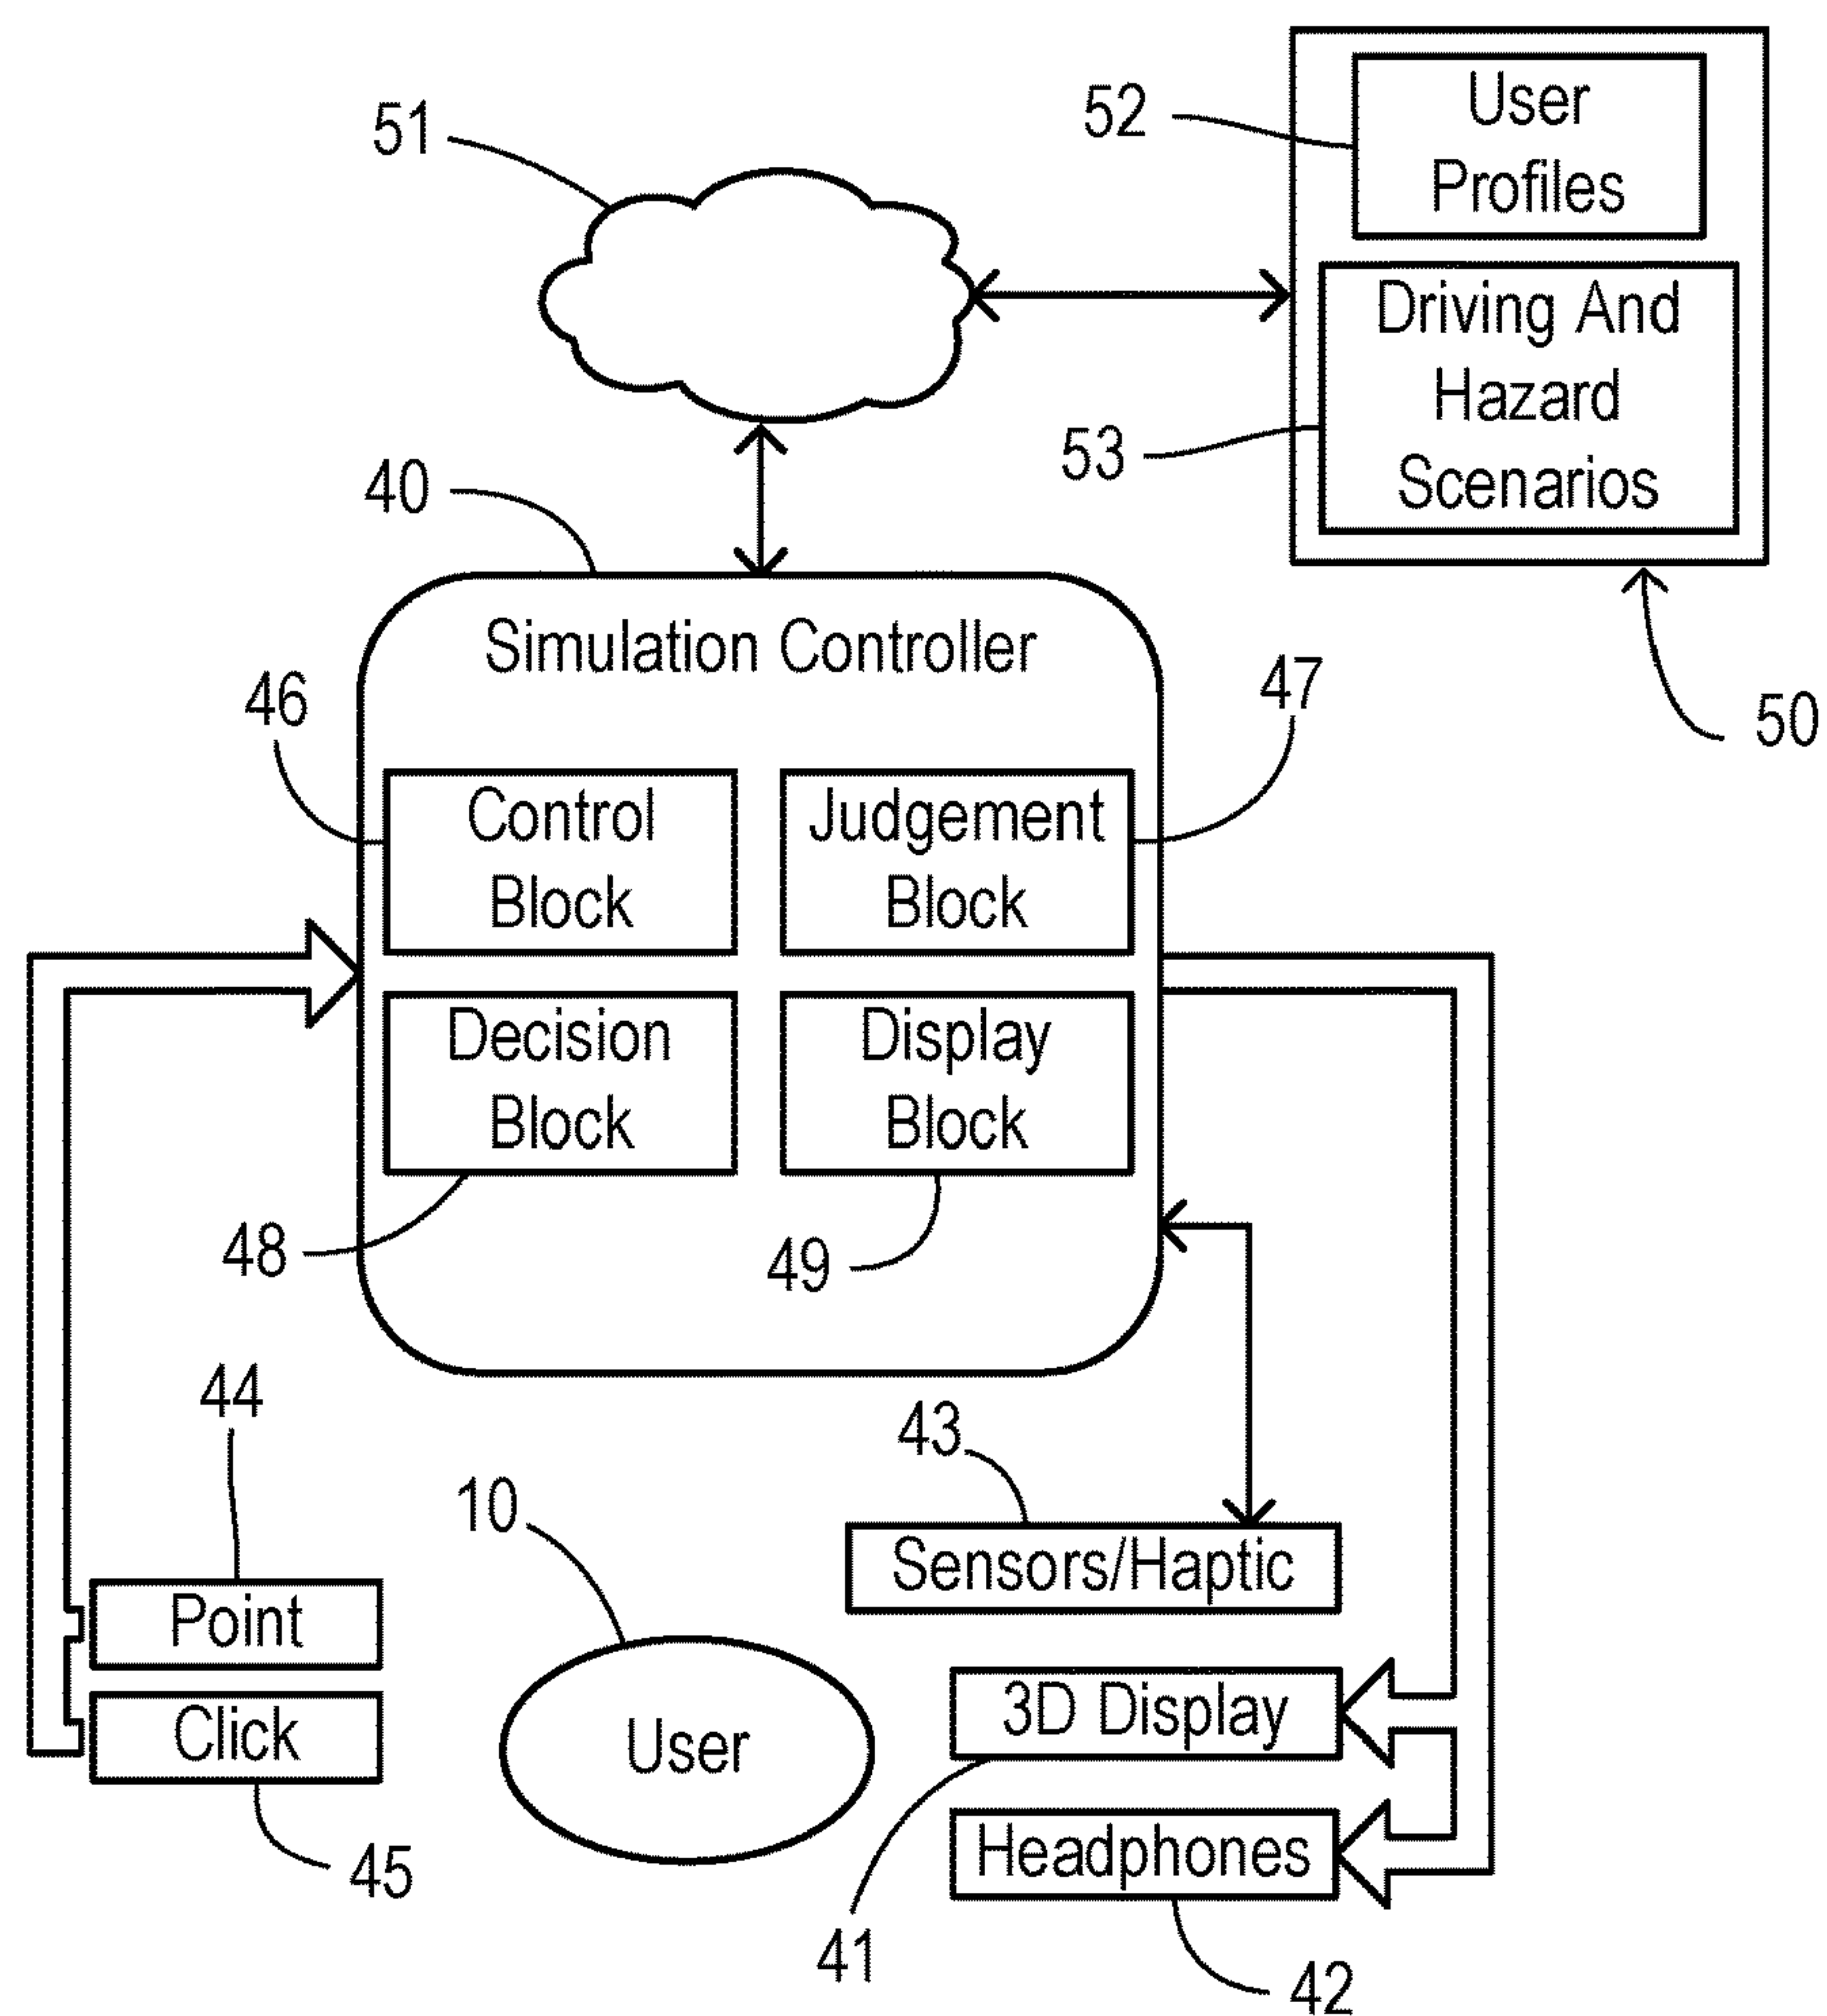 51
52
User
Profiles
Driving And
Hazard
Scenarios
53
50
40
Simulation Controller
46
47
Control
Block
Judgement
Block
Decision
Block
Display
Block
48
49
44
Point
Click
45
10
User
43
Sensors/Haptic
3D Display
Headphones
41
42